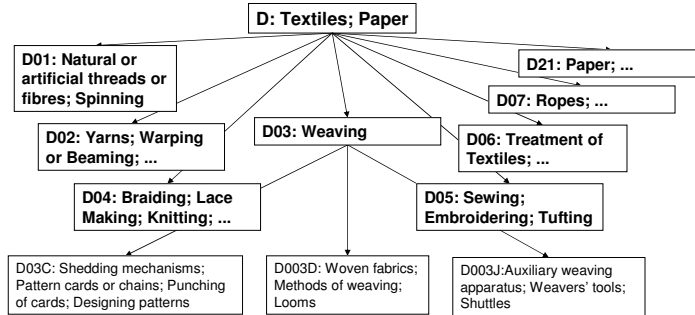 D: Textiles; Paper
D01: Natural or
artificial threads or
fibres; Spinning
D21: Paper; ...
D07: Ropes; ...
D02: Yarns; Warping
or Beaming; ...
D03: Weaving
D06: Treatment of
Textiles; ...
D04: Braiding; Lace
Making; Knitting; ...
D05: Sewing;
Embroidering; Tufting
D03C: Shedding mechanisms;
Pattern cards or chains; Punching
of cards; Designing patterns
D003D: Woven fabrics;
Methods of weaving;
Looms
D003J:Auxiliary weaving
apparatus; Weavers' tools;
Shuttles